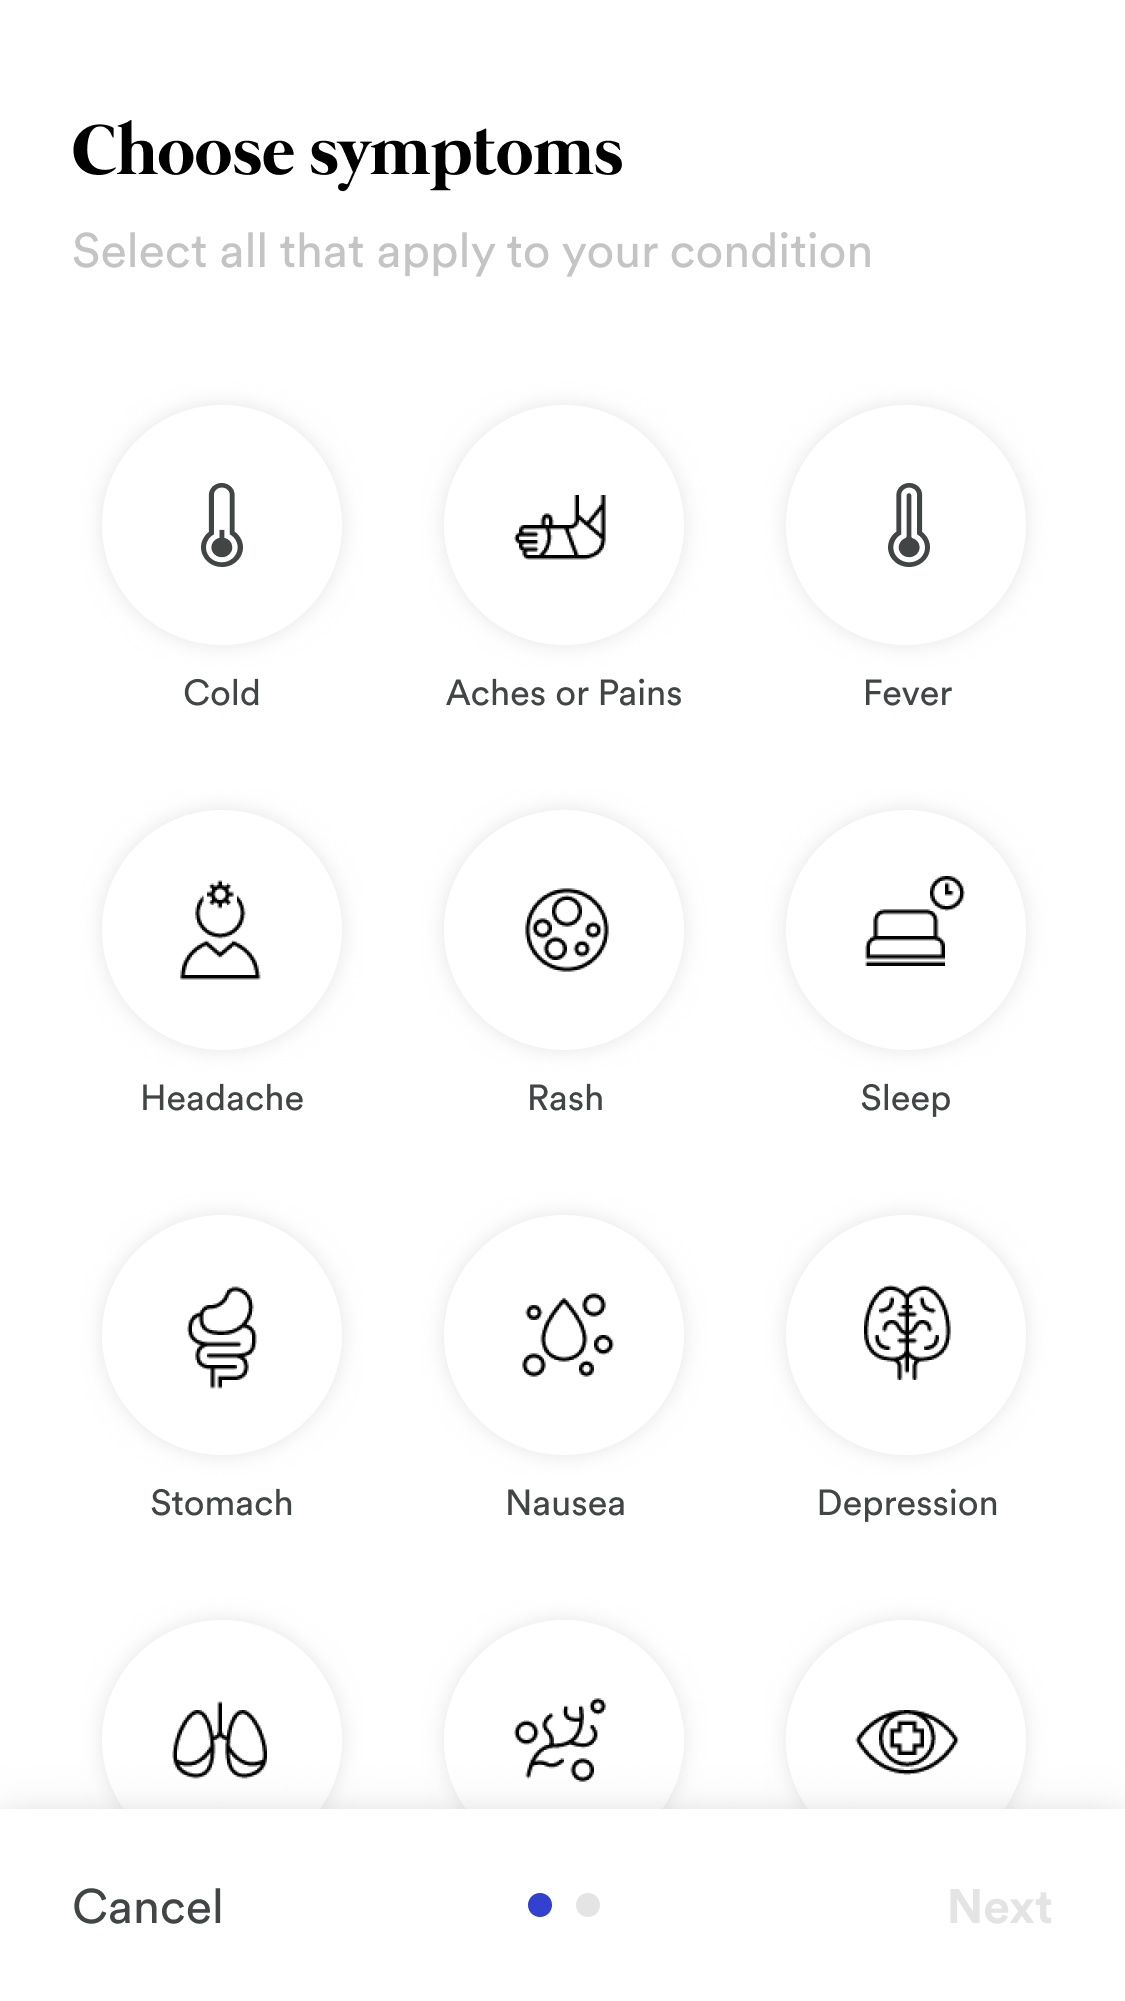 Choose symptoms
Select all that apply to your condition
Cold
Aches or Pains
Fever
Headache
Rash
Sleep
Stomach
Nausea
Depression
Cancel
Next